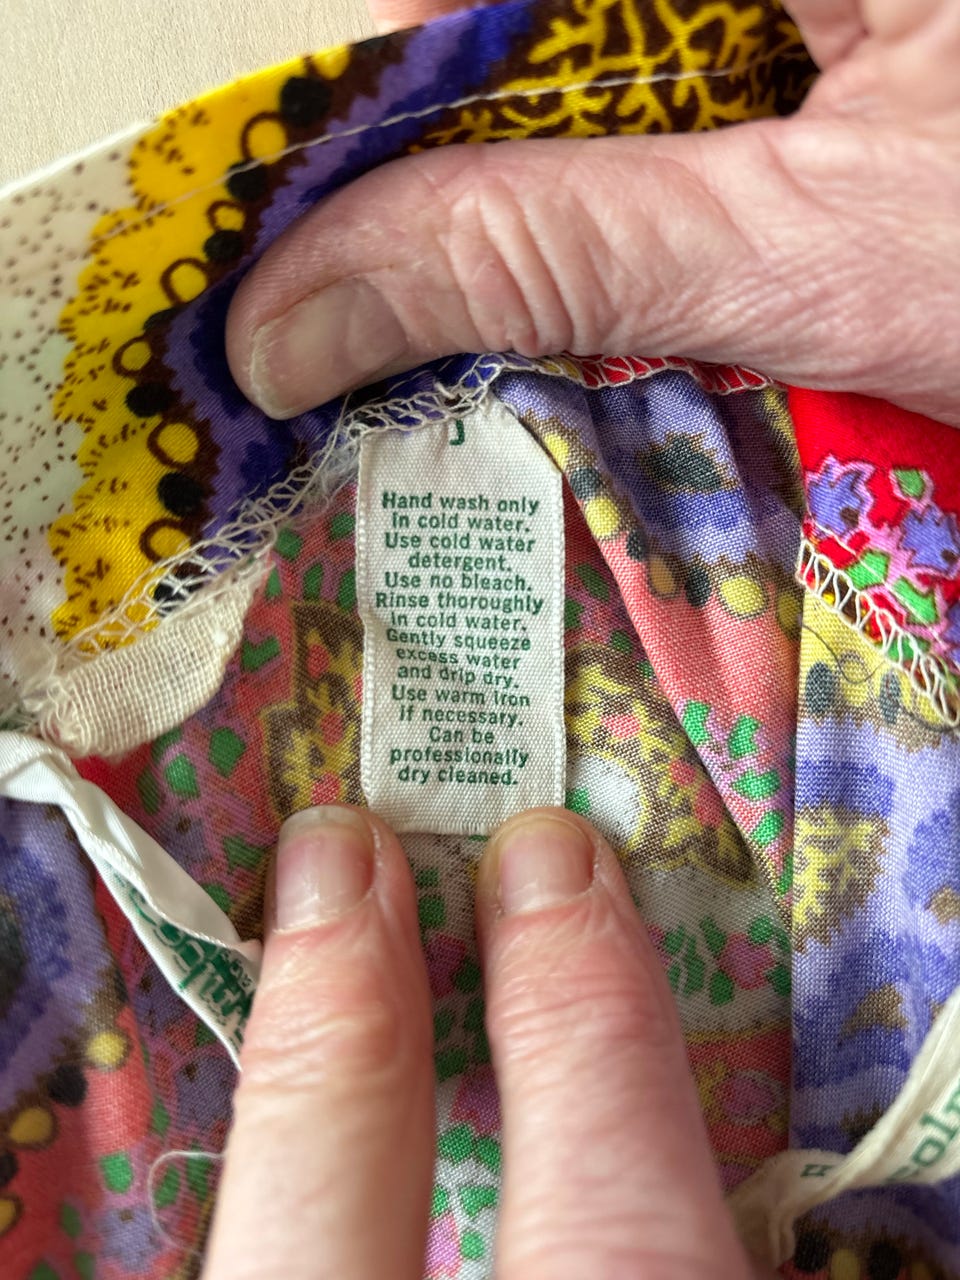 J
Hand wash only
in cold water.
Use cold water
detergent.
Use no bleach.
Rinse thoroughly
in cold water.
Gently squeeze
excess water
and drip dry.
Use warm iron
if necessary.
Can be
professionally
dry cleaned.